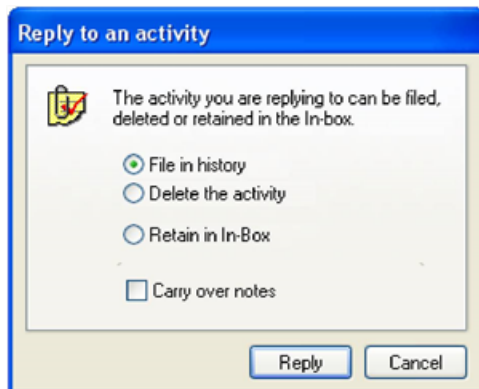 Reply to an activity
The activity you are replying to can be filed,
deleted or retained in the In-box.
File in history
Delete the activity
Retain in In-Box
Carry over notes
Reply Cancel